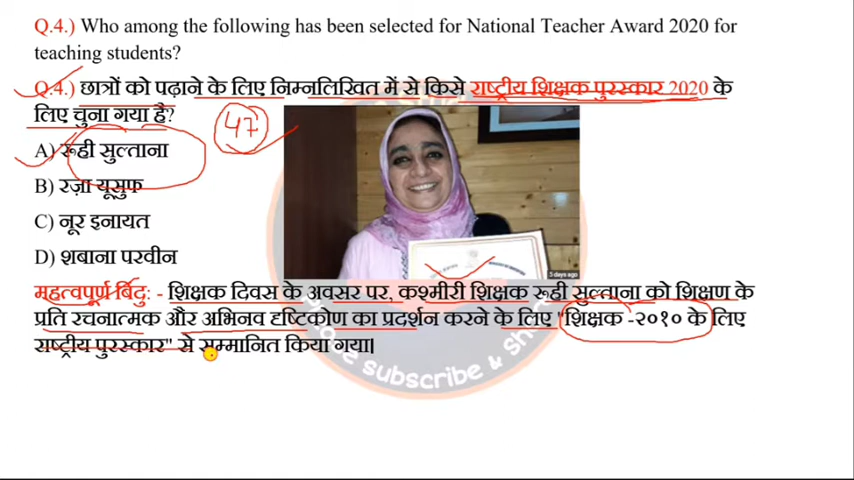 Q.4.) Who among the following has been selected for National Teacher Award 2020 for
teaching students?
Q.4.) छात्रों को पढ़ाने के लिए निम्नलिखित में से किसे राष्ट्रीय शिक्षक पुरस्कार 2020 के
लिए चुना गया है?
47
A) रूही सुल्ताना
B) रज़ा यूसुफ
C) नूर इनायत
D) शबाना परवीन
3 days ago
महत्वपूर्ण बिंदु: - शिक्षक दिवस के अवसर पर, कश्मीरी शिक्षक रूही सुल्ताना को शिक्षण के
प्रति रचनात्मक और अभिनव दृष्टिकोण का प्रदर्शन करने के लिए "शिक्षक -२०१० के लिए
राष्ट्रीय पुरस्कार" से सम्मानित किया गया।
subscribe & Sh